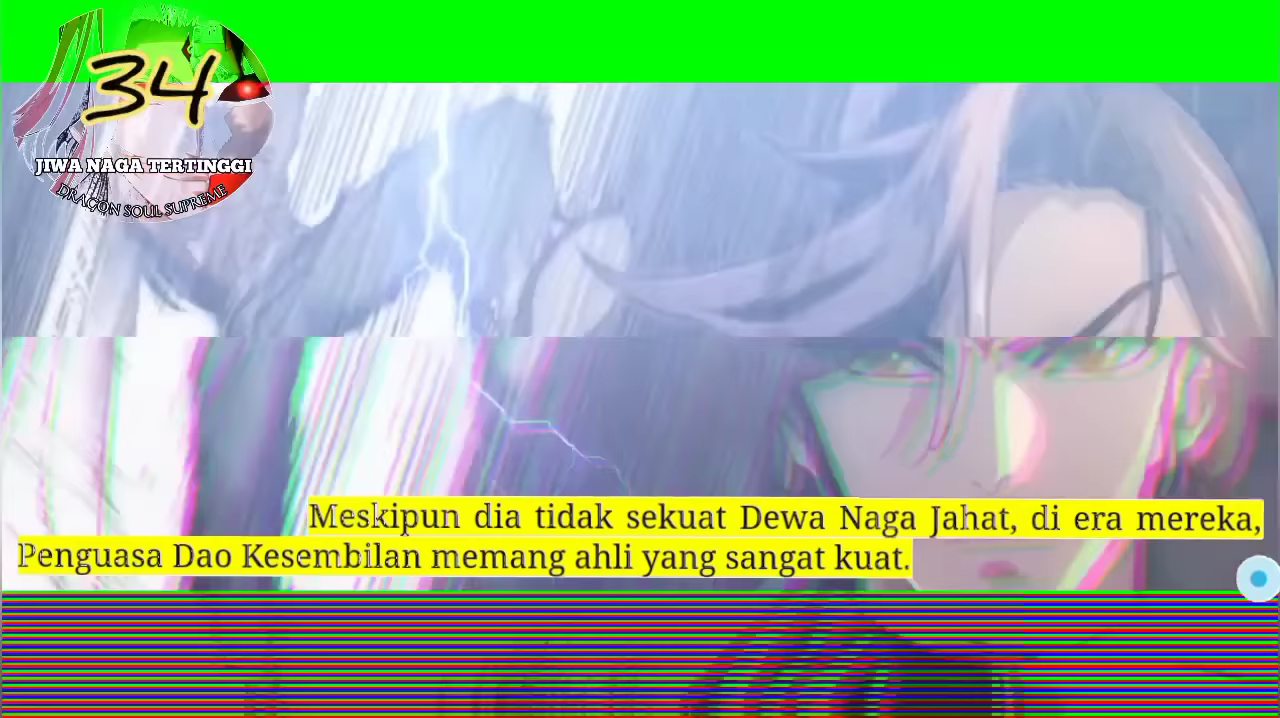 34
JIWA NAGA TERTINGGI
DRAGON SOUL SUPREME
Meskipun dia tidak sekuat Dewa Naga Jahat, di era mereka,
Penguasa Dao Kesembilan memang ahli yang sangat kuat.